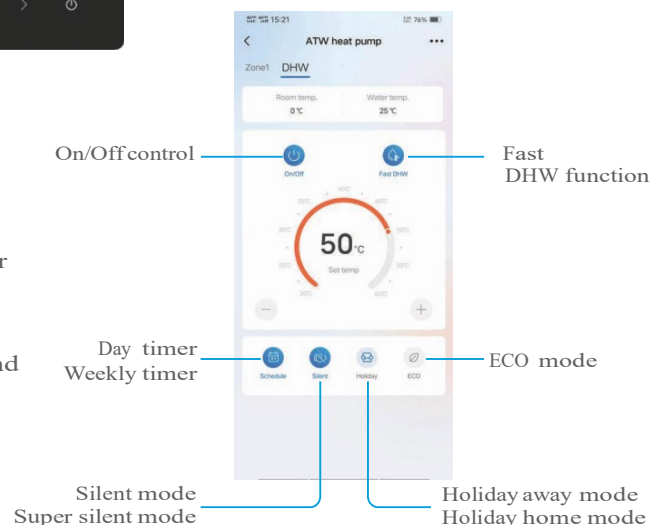 15:21
76%
ATW heat pump
Zone1 DHW
Room temp. Water temp.
0℃ 25℃
On/Off control
Fast
DHW function
On/Off Fast DHW
50℃
Set temp
r
nd
Day timer
Weekly timer
ECO mode
Schedule Silent Holiday ECO
Silent mode
Super silent mode
Holiday away mode
Holiday home mode